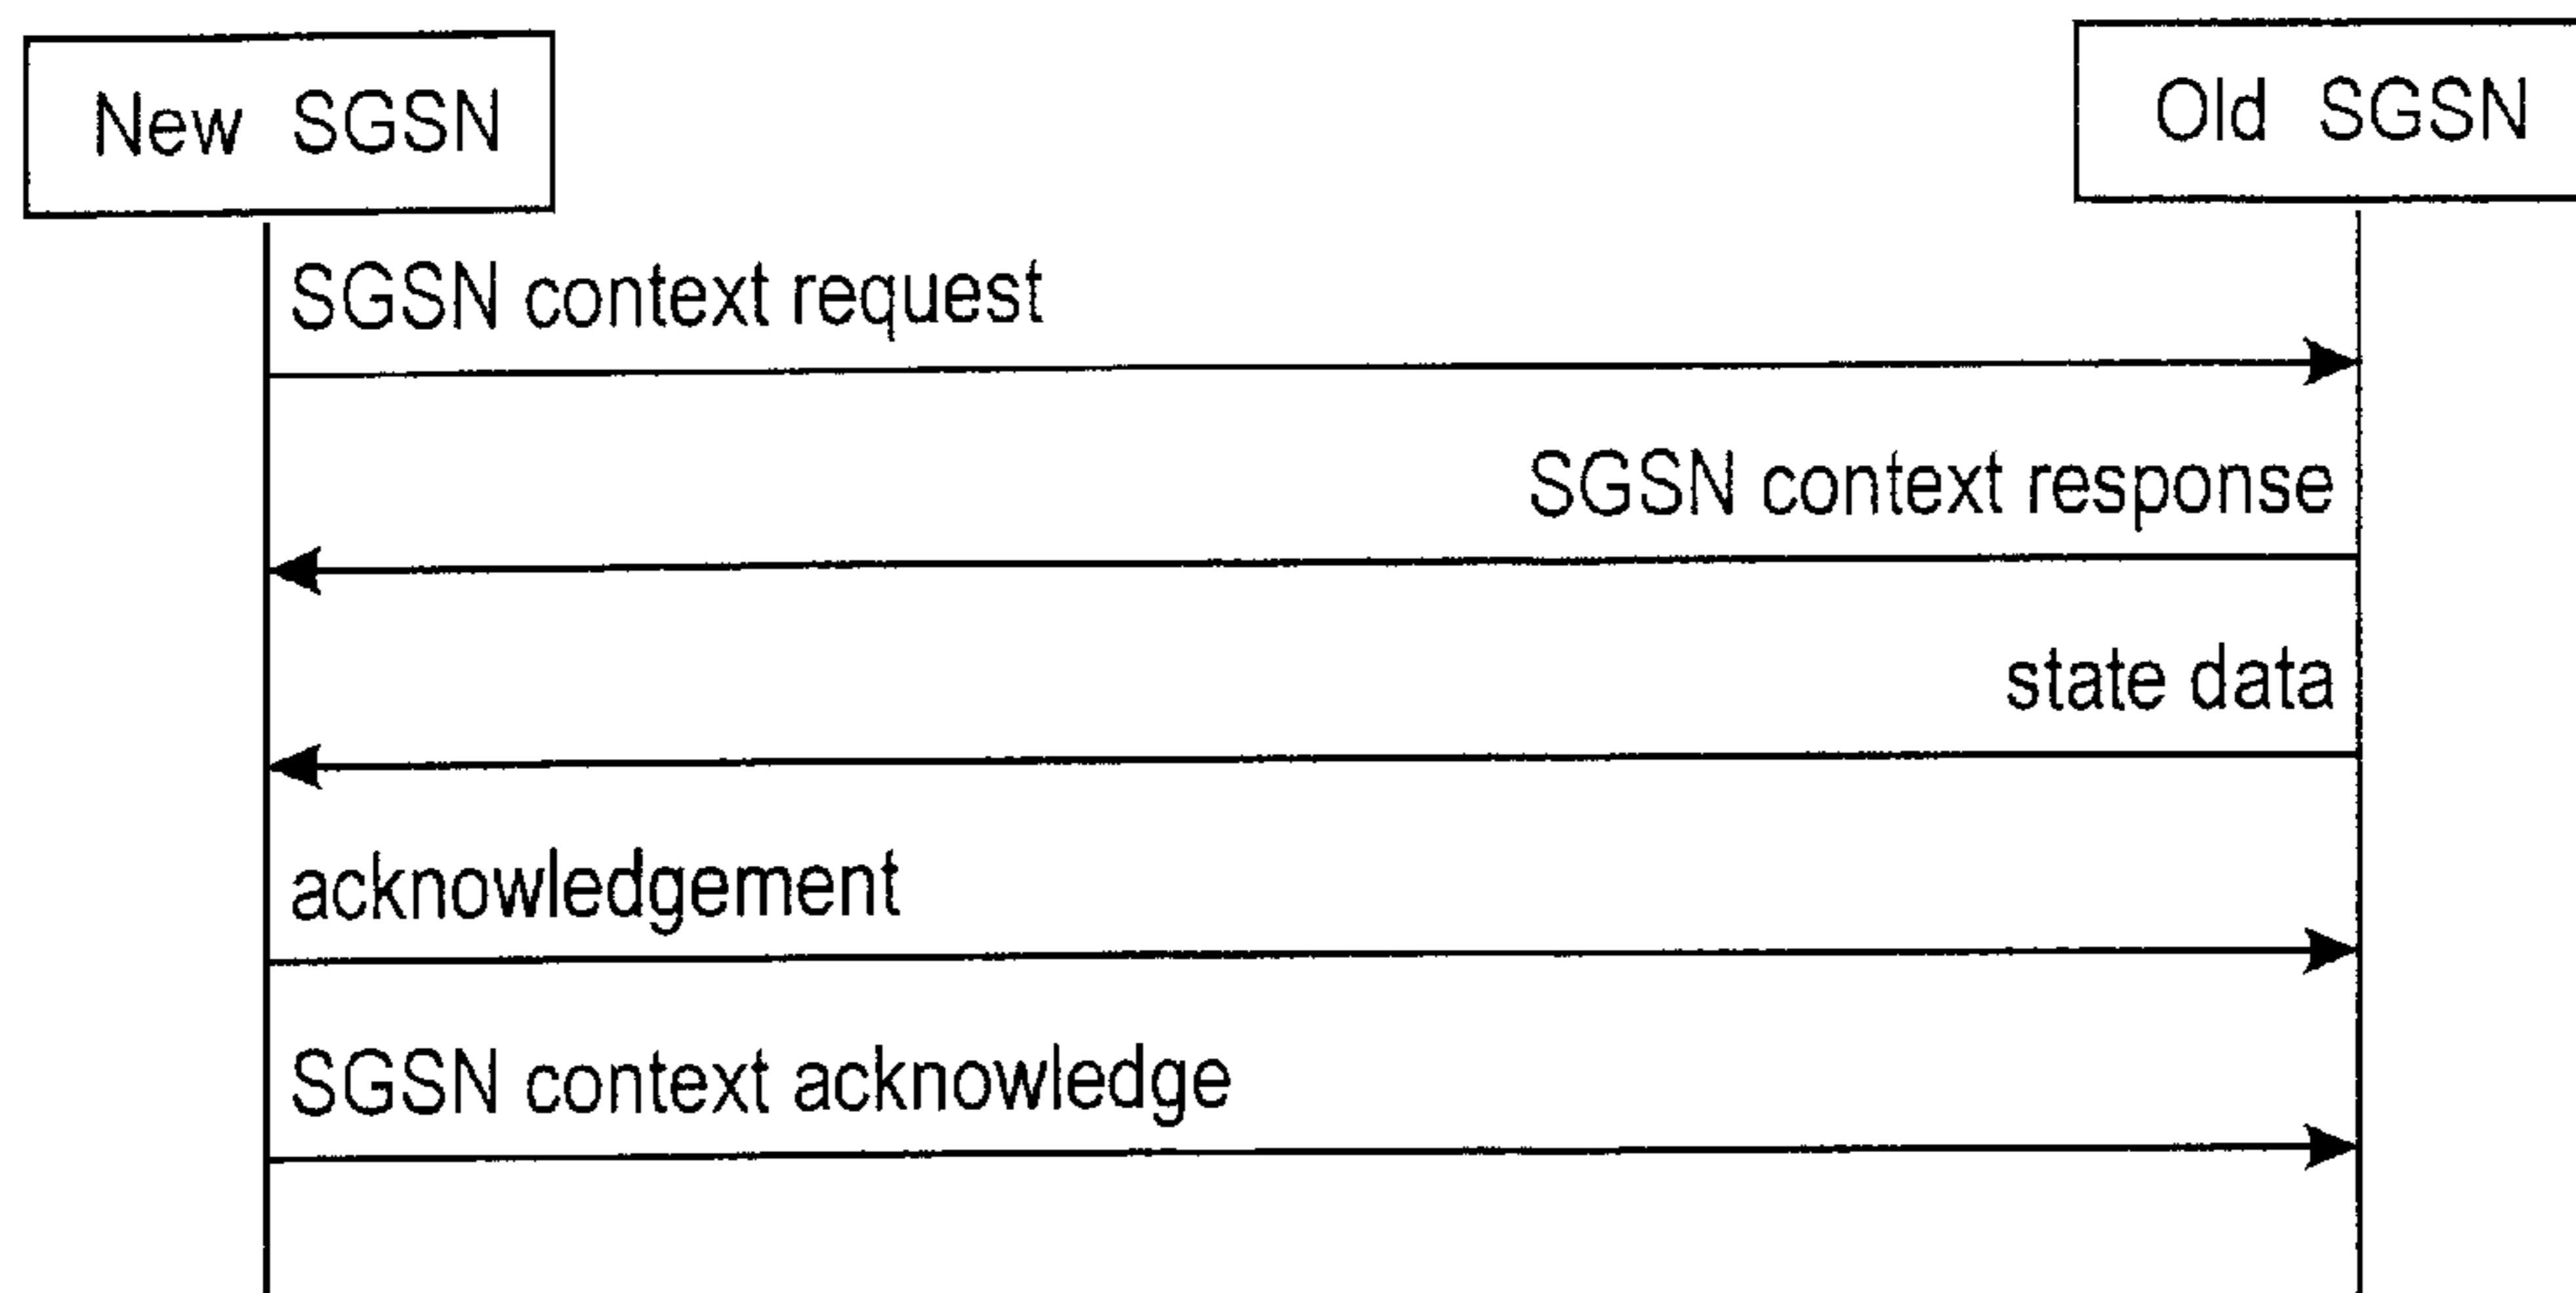 New SGSN
Old SGSN
SGSN context request
SGSN context response
state data
acknowledgement
SGSN context acknowledge